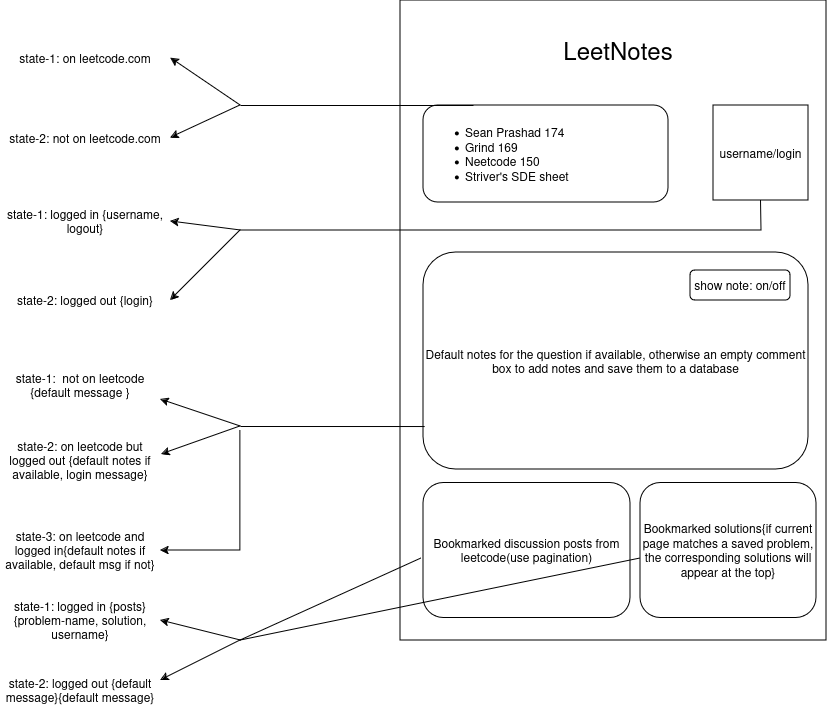 LeetNotes
state-1: on leetcode.com
state-2: not on leetcode.com
• Sean Prashad 174
• Grind 169
• Neetcode 150
• Striver's SDE sheet
username/login
state-1: logged in {username,
logout}
state-2: logged out {login}
show note: on/off
Default notes for the question if available, otherwise an empty comment
box to add notes and save them to a database
state-1:  not on leetcode
{default message }
state-2: on leetcode but
logged out {default notes if
available, login message}
state-3: on leetcode and
logged in{default notes if
available, default msg if not}
Bookmarked discussion posts from
leetcode(use pagination)
Bookmarked solutions{if current
page matches a saved problem,
the corresponding solutions will
appear at the top}
state-1: logged in {posts}
{problem-name, solution,
username}
state-2: logged out {default
message}{default message}